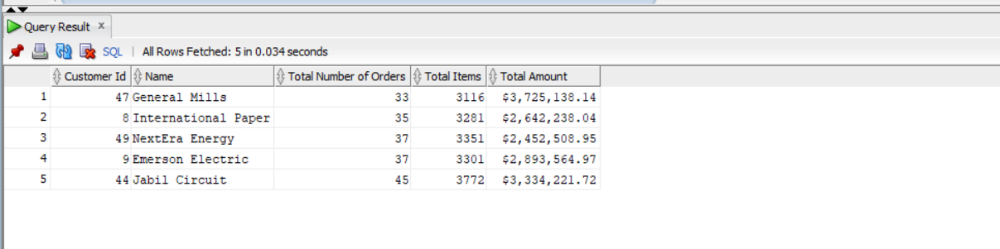 Query Result x
SQL | All Rows Fetched: 5 in 0.034 seconds
Customer Id Name Total Number of Orders Total Items Total Amount
1 47 General Mills 33 3116 $3,725,138.14
2 8 International Paper 35 3281 $2,642,238.04
3 49 NextEra Energy 37 3351 $2,452,508.95
4 9 Emerson Electric 37 3301 $2,893,564.97
5 44 Jabil Circuit 45 3772 $3,334,221.72